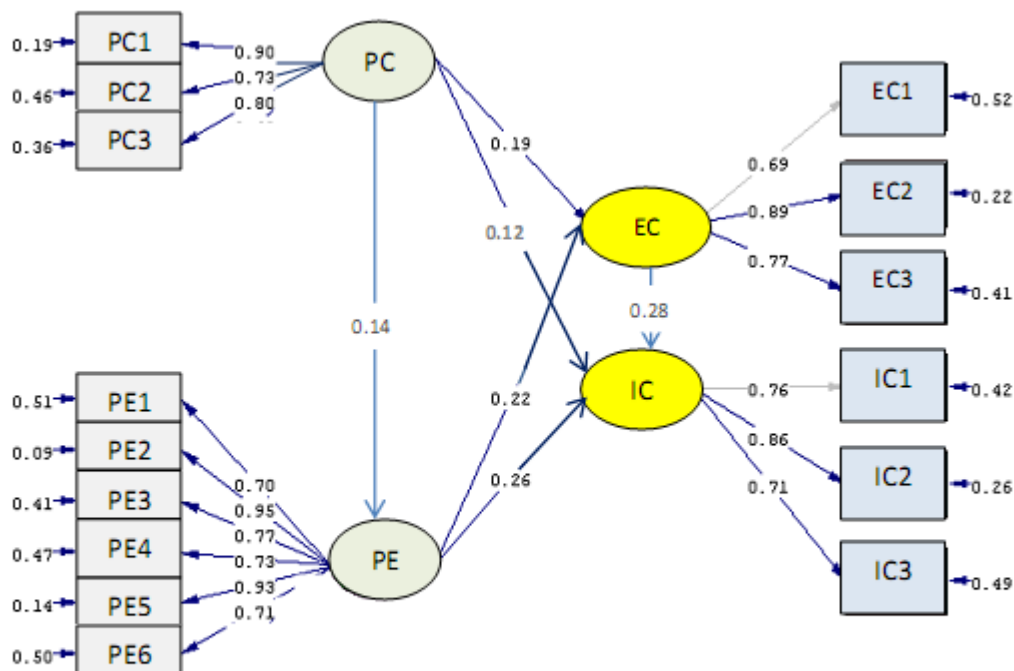 0.19 PC1 0.90
0.46 PC2 0.73
0.36 PC3 0.80
PC
0.19
0.12
0.14
EC
0.69 EC1 0.52
0.89 EC2 0.22
0.77 EC3 0.41
0.28
IC
0.76 IC1 0.42
0.86 IC2 0.26
0.71 IC3 0.49
0.22
0.26
0.51 PE1 0.70
0.09 PE2 0.95
0.41 PE3 0.77
0.47 PE4 0.73
0.14 PE5 0.93
0.50 PE6 0.71
PE